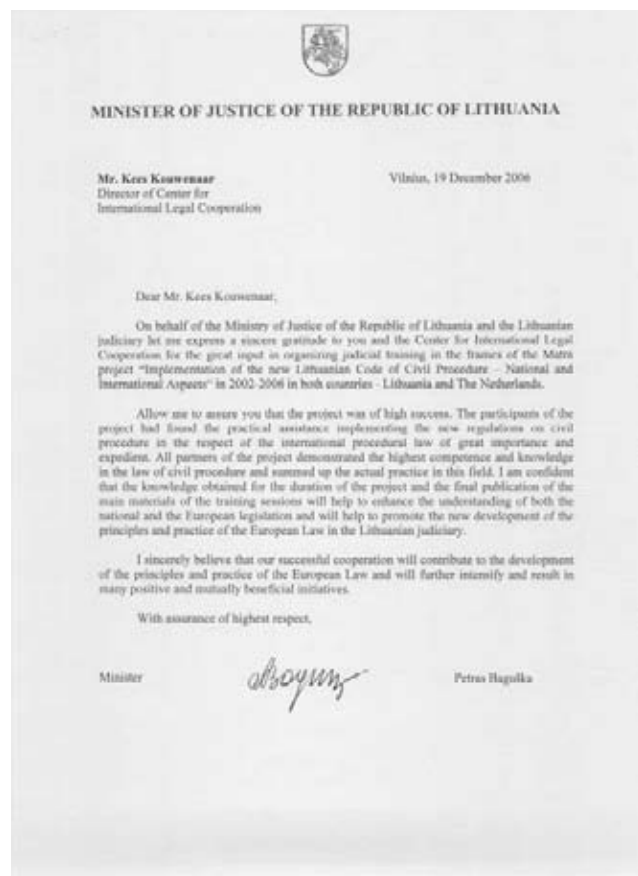 MINISTER OF JUSTICE OF THE REPUBLIC OF LITHUANIA
Mr. Kees Kouwenaar
Vilnius, 19 December 2006
Director of Center for
International Legal Cooperation
Dear Mr. Kees Kouwenaar,
On behalf of the Ministry of Justice of the Republic of Lithuania and the Lithuanian
judiciary let me express a sincere gratitude to you and the Center for International Legal
Cooperation for the great input in organizing judicial training in the frames of the Matra
project "Implementation of the new Lithuanian Code of Civil Procedure – National and
International Aspects" in 2002-2006 in both countries - Lithuania and The Netherlands.
Allow me to assure you that the project was of high success. The participants of the
project had found the practical assistance implementing the new regulations on civil
procedure in the respect of the international procedural law of great importance and
expedient. All partners of the project demonstrated the highest competence and knowledge
in the law of civil procedure and summed up the actual practice in this field. I am confident
that the knowledge obtained for the duration of the project and the final publication of the
main materials of the training sessions will help to enhance the understanding of both the
national and the European legislation and will help to promote the new development of the
principles and practice of the European Law in the Lithuanian judiciary.
I sincerely believe that our successful cooperation will contribute to the development
of the principles and practice of the European Law and will further intensify and result in
many positive and mutually beneficial initiatives.
With assurance of highest respect,
Minister
Petras Baguška